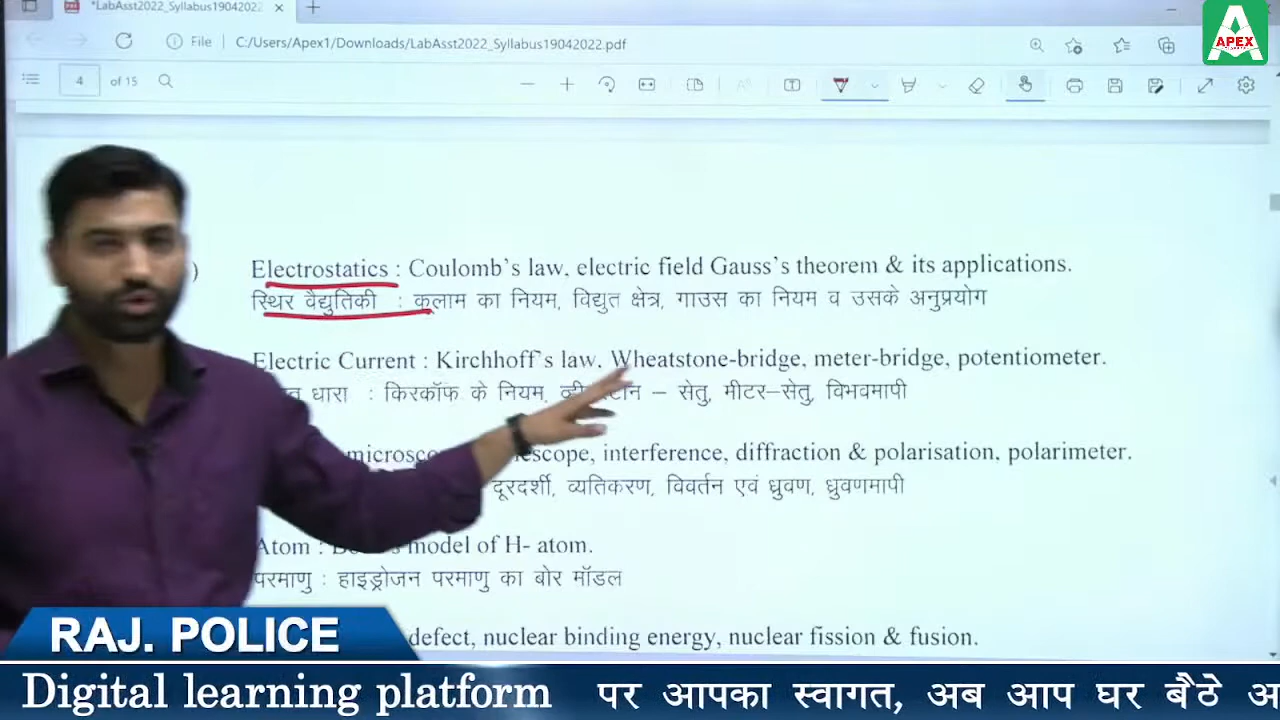 *LabAsst2022_Syllabus19042022
File C:/Users/Apex1/Downloads/LabAsst2022_Syllabus19042022.pdf
APEX
4 of 15
) Electrostatics : Coulomb's law, electric field Gauss's theorem & its applications.
स्थिर वैद्युतिकी : कूलाम का नियम, विद्युत क्षेत्र, गाउस का नियम व उसके अनुप्रयोग
Electric Current : Kirchhoff's law. Wheatstone-bridge, meter-bridge, potentiometer.
धारा : किरकॉफ के नियम, – सेतु, मीटर–सेतु, विभवमापी
interference, diffraction & polarisation, polarimeter.
दूरदर्शी, व्यतिकरण, विवर्तन एवं ध्रुवण, ध्रुवणमापी
Atom : model of H- atom.
परमाणु : हाइड्रोजन परमाणु का बोर मॉडल
defect, nuclear binding energy, nuclear fission & fusion.
RAJ. POLICE
Digital learning platform पर आपका स्वागत, अब आप घर बैठे